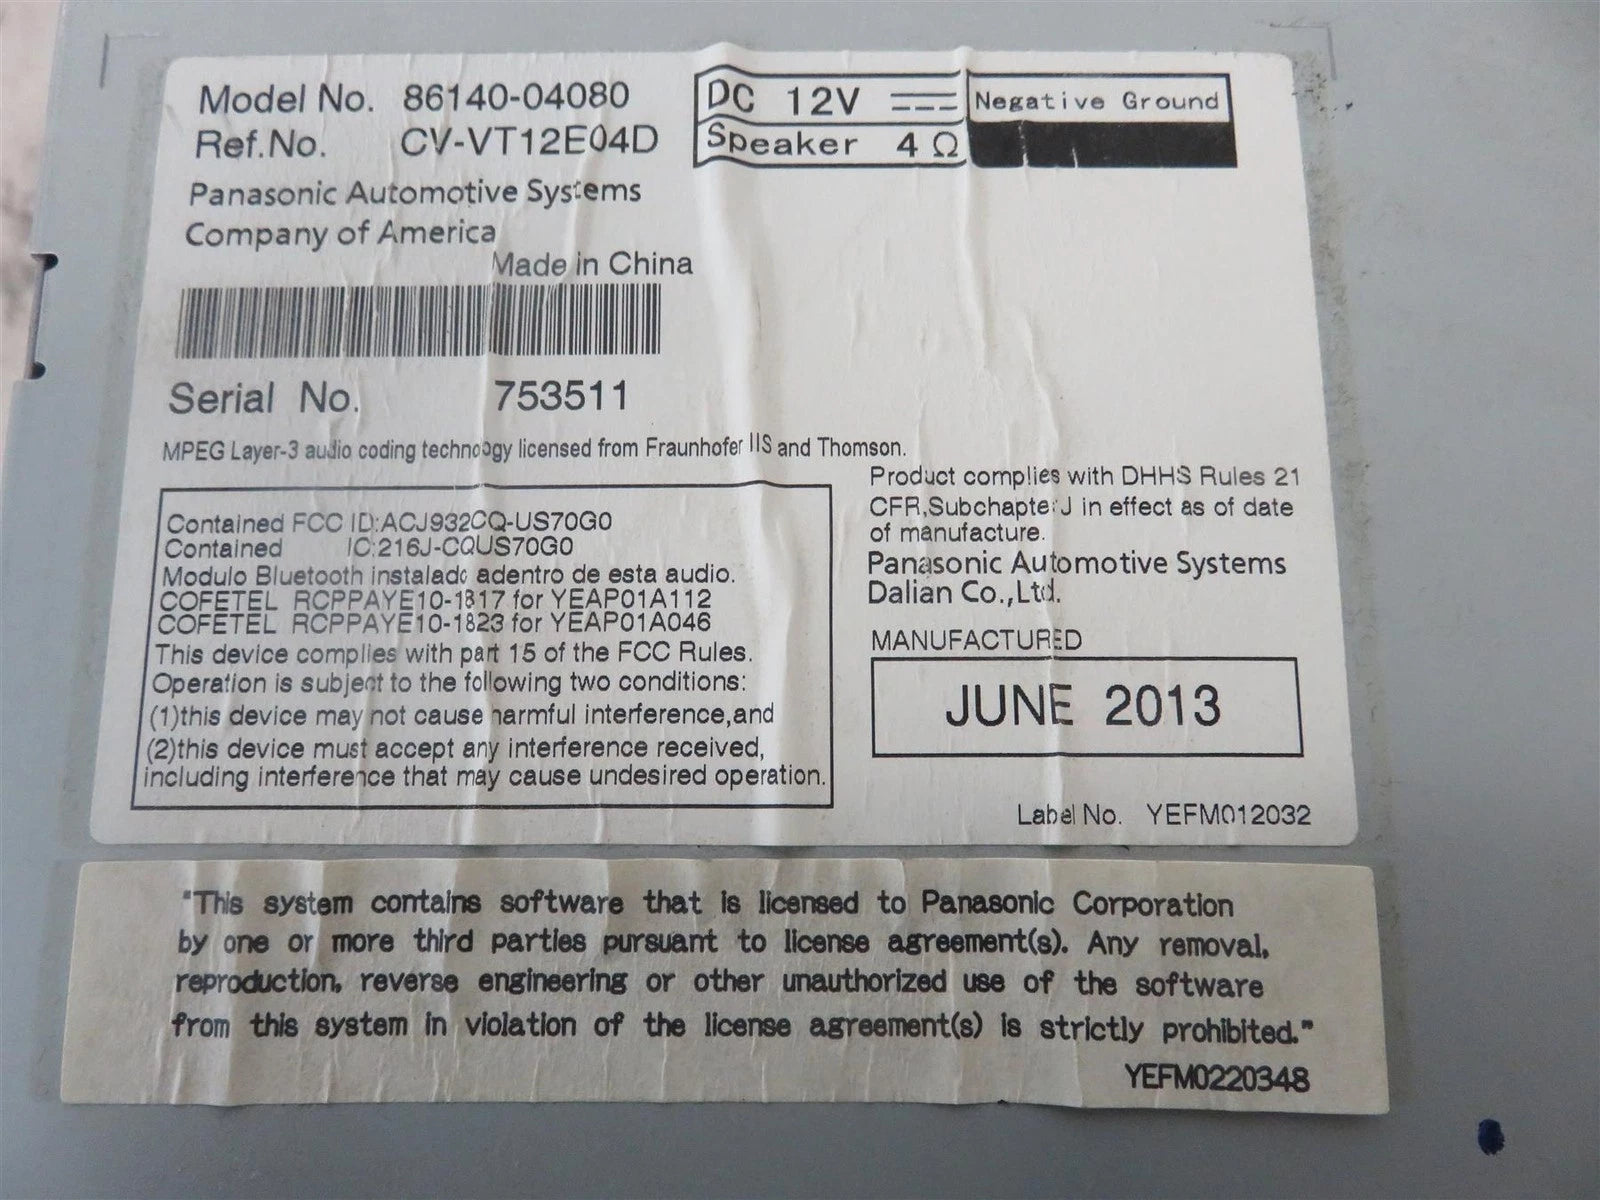 Model No. 86140-04080
Ref.No. CV-VT12E04D
DC 12V
Negative Ground
Speaker 4 Ω
Panasonic Automotive Systems
Company of America
Made in China
Serial No. 753511
MPEG Layer-3 audio coding technology licensed from Fraunhofer IIS and Thomson.
Contained FCC ID:ACJ932CQ-US70G0
Contained IC:216J-CQUS70G0
Modulo Bluetooth instalado adentro de esta audio.
COFETEL RCPPAYE10-1817 for YEAP01A112
COFETEL RCPPAYE10-1823 for YEAP01A046
This device complies with part 15 of the FCC Rules.
Operation is subject to the following two conditions:
(1)this device may not cause harmful interference,and
(2)this device must accept any interference received,
including interference that may cause undesired operation.
Product complies with DHHS Rules 21
CFR,Subchapter J in effect as of date
of manufacture.
Panasonic Automotive Systems
Dalian Co.,Ltd.
MANUFACTURED
JUNE 2013
Label No. YEFM012032
"This system contains software that is licensed to Panasonic Corporation
by one or more third parties pursuant to license agreement(s). Any removal,
reproduction, reverse engineering or other unauthorized use of the software
from this system in violation of the license agreement(s) is strictly prohibited."
YEFM0220348